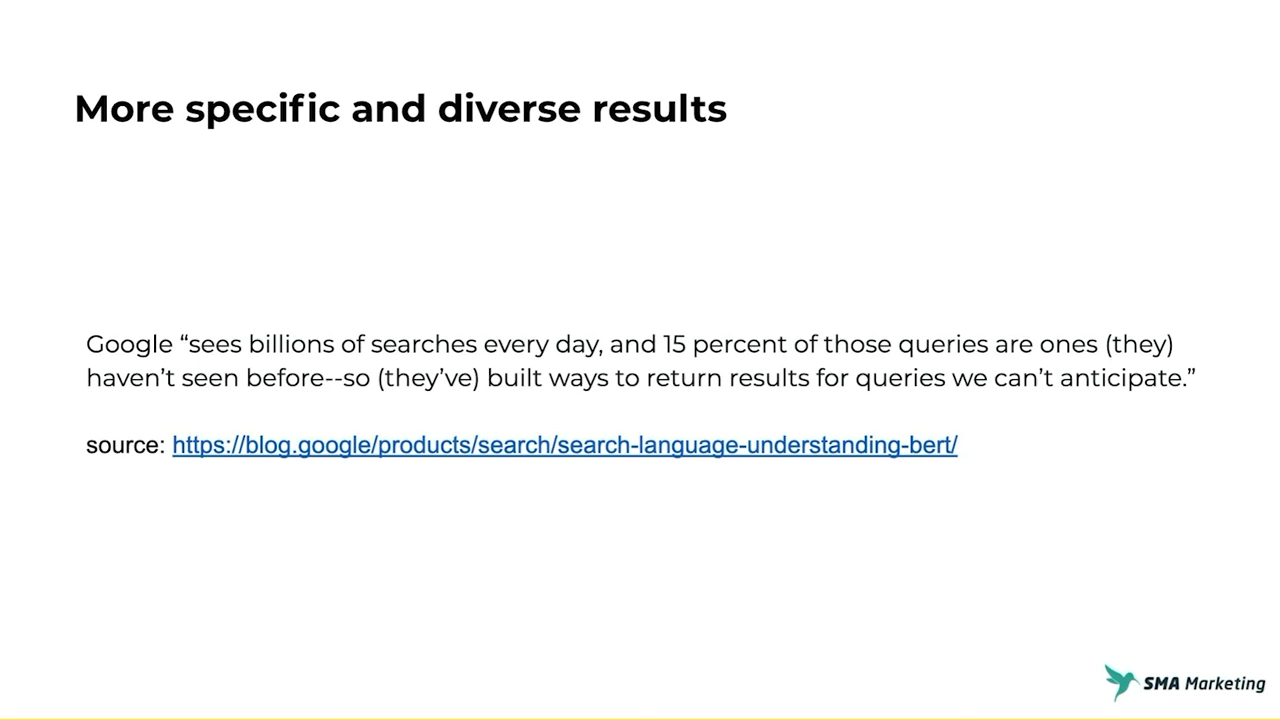 More specific and diverse results
Google “sees billions of searches every day, and 15 percent of those queries are ones (they)
haven’t seen before--so (they’ve) built ways to return results for queries we can’t anticipate.”
source: https://blog.google/products/search/search-language-understanding-bert/
SMA Marketing